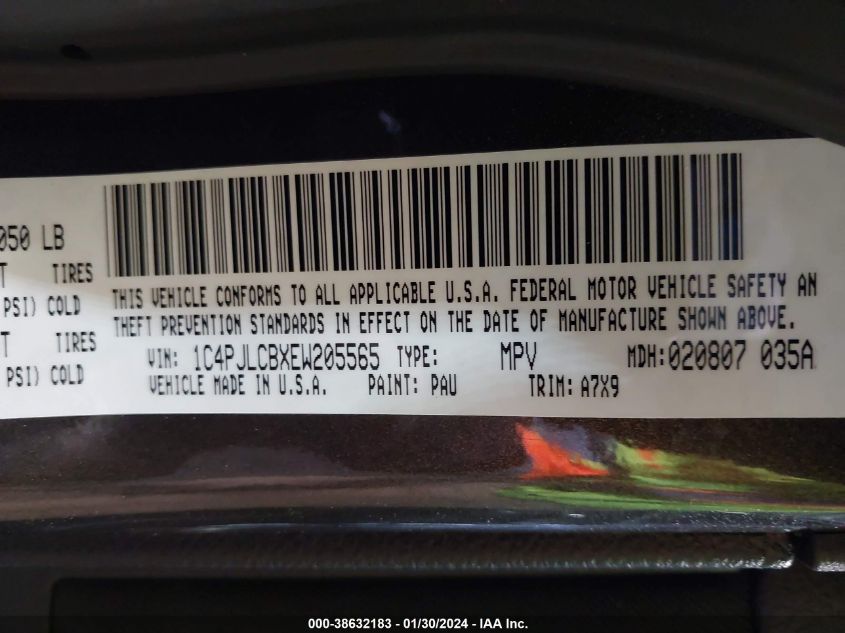 050 LB
T TIRES
PSI) COLD
T TIRES
PSI) COLD
THIS VEHICLE CONFORMS TO ALL APPLICABLE U.S.A. FEDERAL MOTOR VEHICLE SAFETY AN
THEFT PREVENTION STANDARDS IN EFFECT ON THE DATE OF MANUFACTURE SHOWN ABOVE.
VIN: 1C4PJLCBXEW205565 TYPE: MPV MDH:020807 035A
VEHICLE MADE IN U.S.A. PAINT: PAU TRIM: A7X9
000-38632183 - 01/30/2024 - IAA Inc.